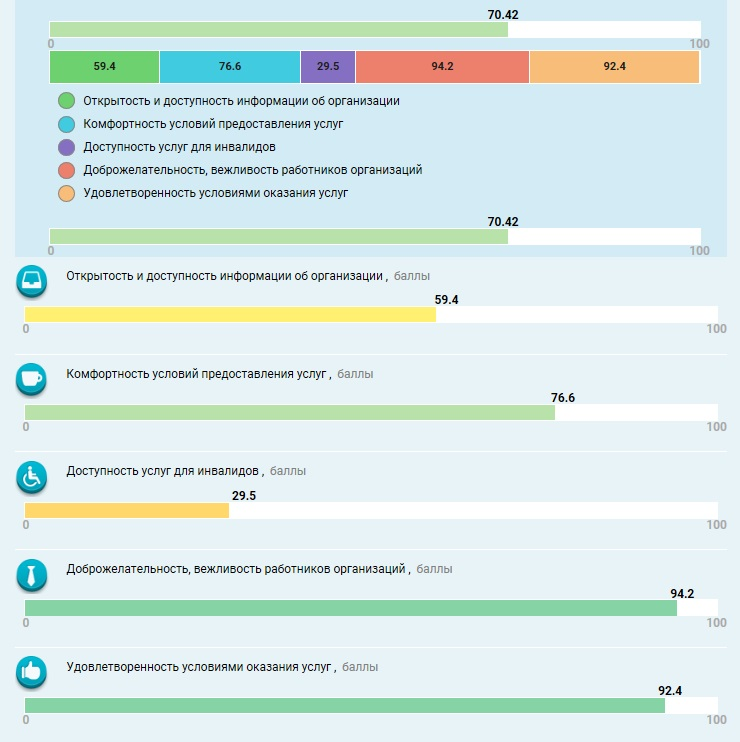 70.42
0 100
59.4 76.6 29.5 94.2 92.4
Открытость и доступность информации об организации
Комфортность условий предоставления услуг
Доступность услуг для инвалидов
Доброжелательность, вежливость работников организаций
Удовлетворенность условиями оказания услуг
70.42
0 100
Открытость и доступность информации об организации , баллы
59.4
0 100
Комфортность условий предоставления услуг , баллы
76.6
0 100
Доступность услуг для инвалидов , баллы
29.5
0 100
Доброжелательность, вежливость работников организаций , баллы
94.2
0 100
Удовлетворенность условиями оказания услуг , баллы
92.4
0 100